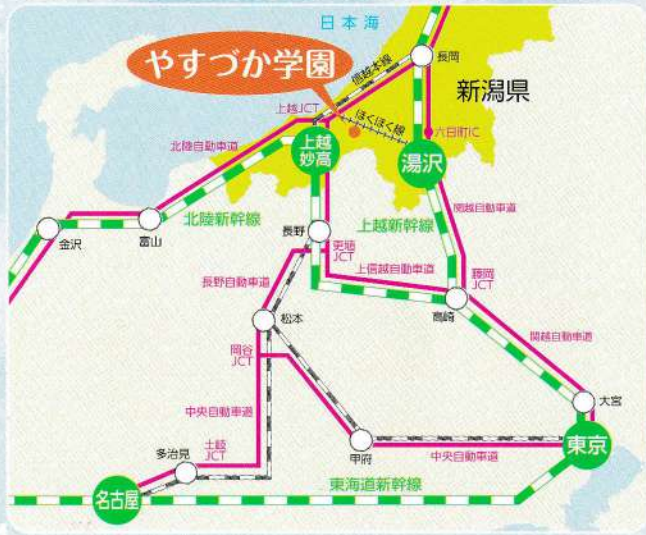 日本海
やすづか学園
信越本線
長岡
新潟県
上越JCT
ほくほく線
六日町IC
北陸自動車道
上越
妙高
湯沢
北陸新幹線
上越新幹線
関越自動車道
金沢
富山
長野
更埴
JCT
長野自動車道
上信越自動車道
藤岡
JCT
高崎
松本
関越自動車道
岡谷
JCT
大宮
中央自動車道
土岐
JCT
多治見
甲府
中央自動車道
東京
名古屋
東海道新幹線